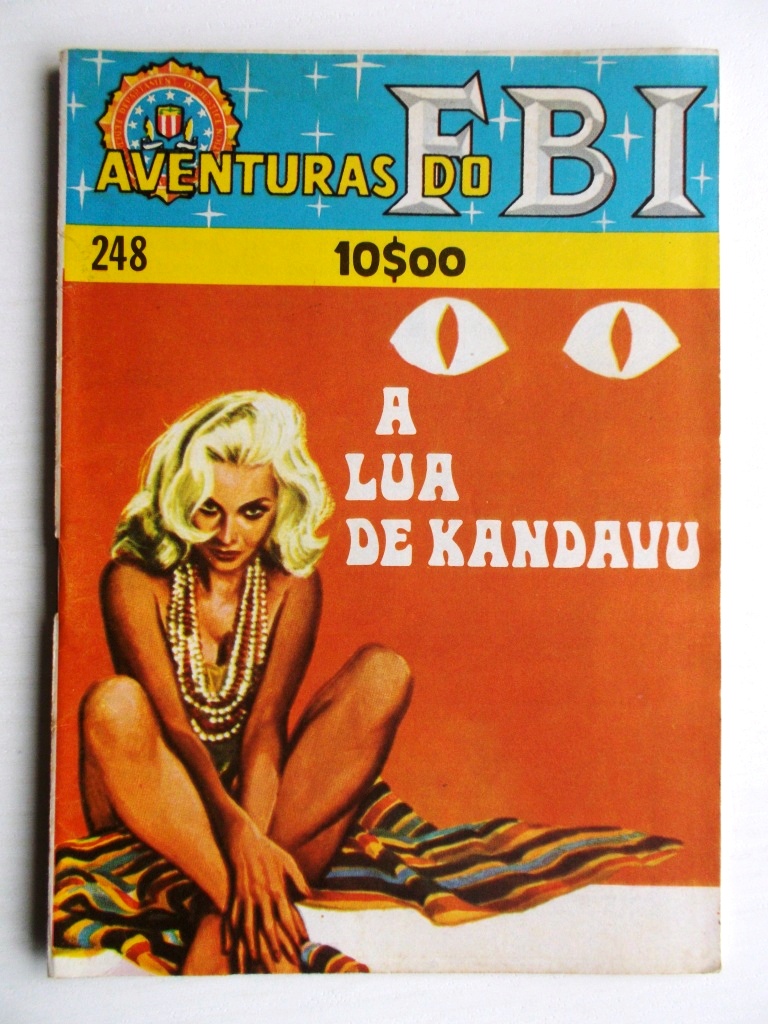 AVENTURAS DO FBI
248 10$00
A
LUA
DE KANDAVU